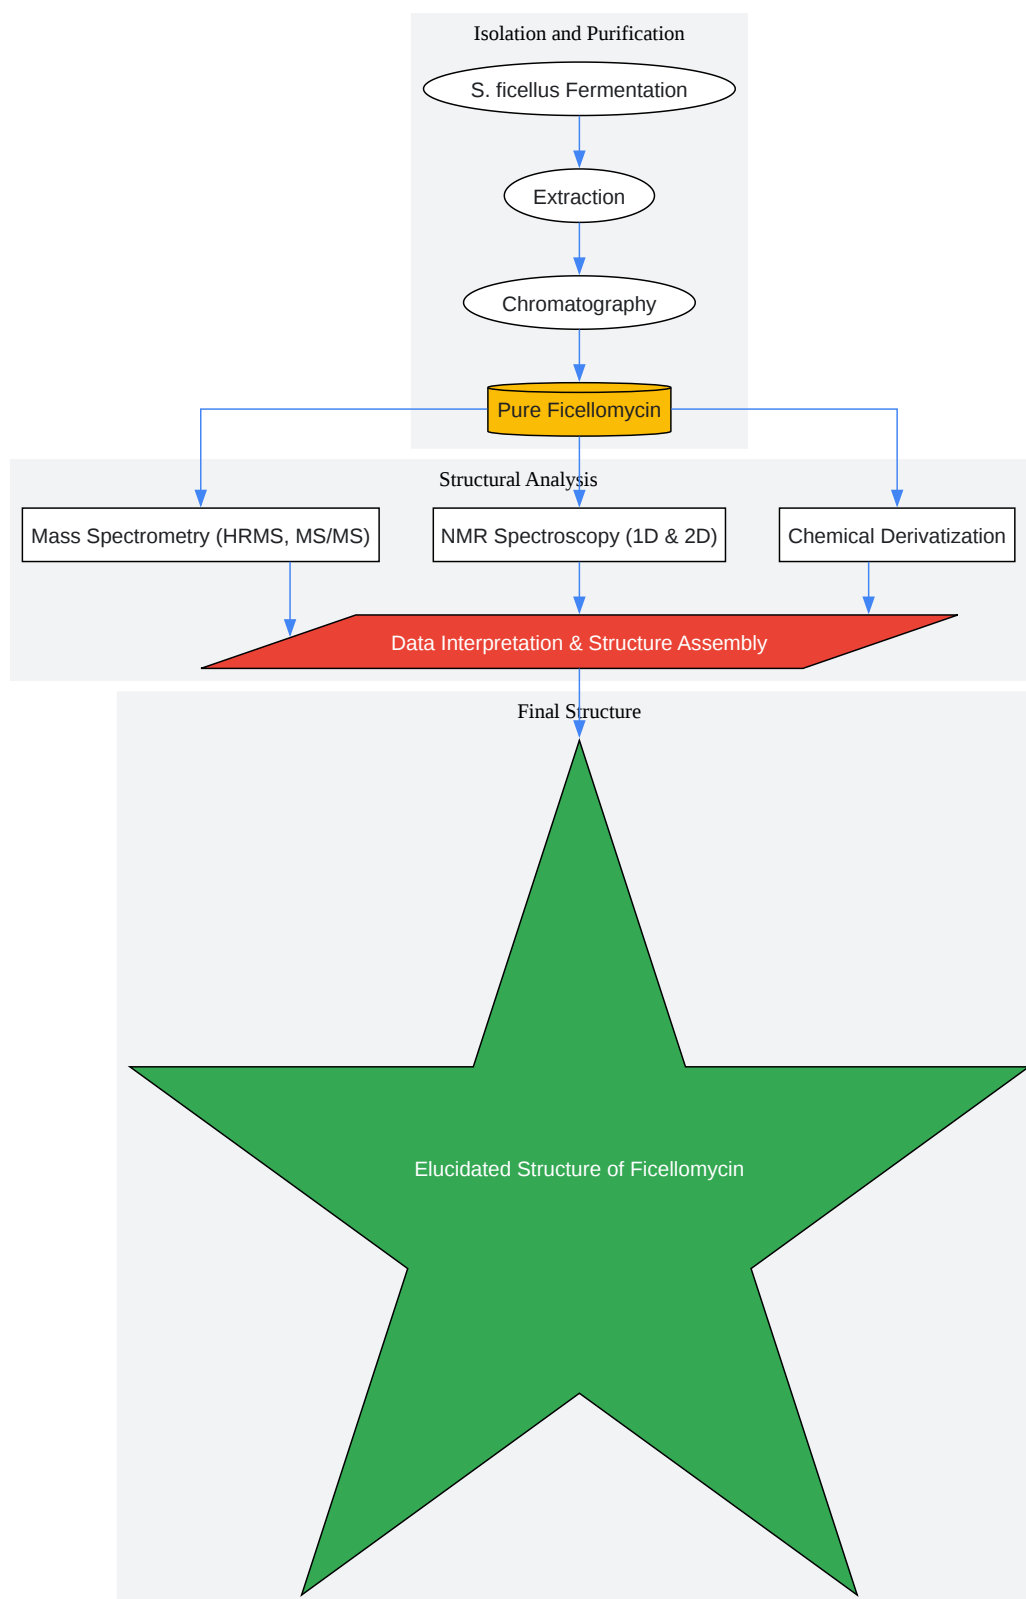 Isolation and Purification
S. ficellus Fermentation
Extraction
Chromatography
Pure Ficellomycin
Structural Analysis
Mass Spectrometry (HRMS, MS/MS)
NMR Spectroscopy (1D & 2D)
Chemical Derivatization
Data Interpretation & Structure Assembly
Final Structure
Elucidated Structure of Ficellomycin